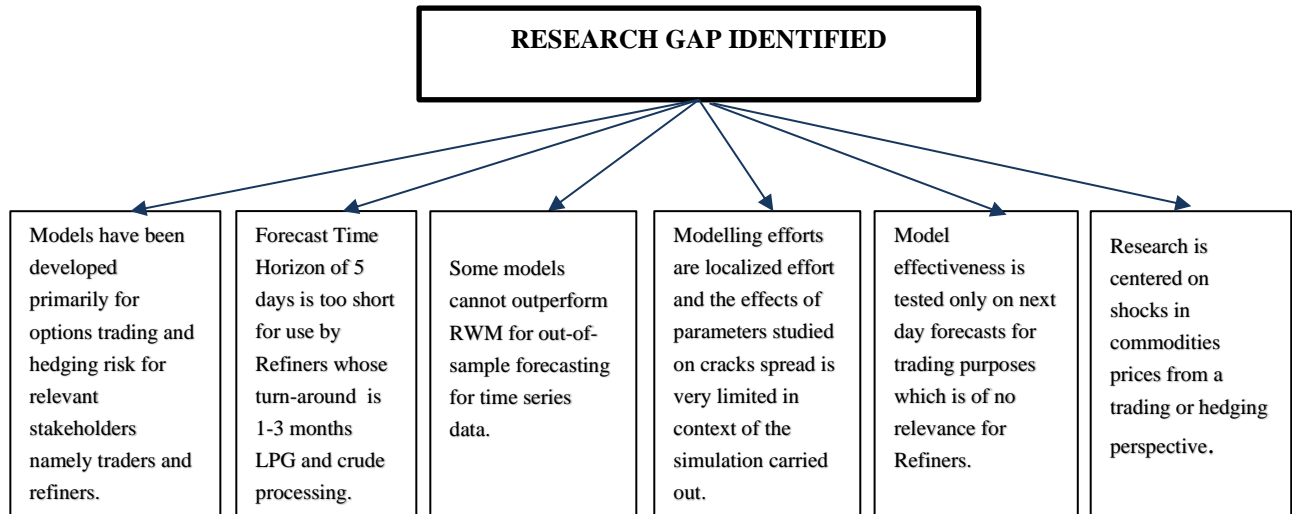 RESEARCH GAP IDENTIFIED
Models have been
developed
primarily for
options trading and
hedging risk for
relevant
stakeholders
namely traders and
refiners.
Forecast Time
Horizon of 5
days is too short
for use by
Refiners whose
turn-around is
1-3 months
LPG and crude
processing.
Some models
cannot outperform
RWM for out-of-
sample forecasting
for time series
data.
Modelling efforts
are localized effort
and the effects of
parameters studied
on cracks spread is
very limited in
context of the
simulation carried
out.
Model
effectiveness is
tested only on next
day forecasts for
trading purposes
which is of no
relevance for
Refiners.
Research is
centered on
shocks in
commodities
prices from a
trading or hedging
perspective.